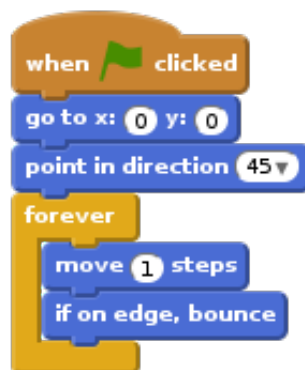 when clicked
go to x: 0 y: 0
point in direction 45▾
forever
move 1 steps
if on edge, bounce